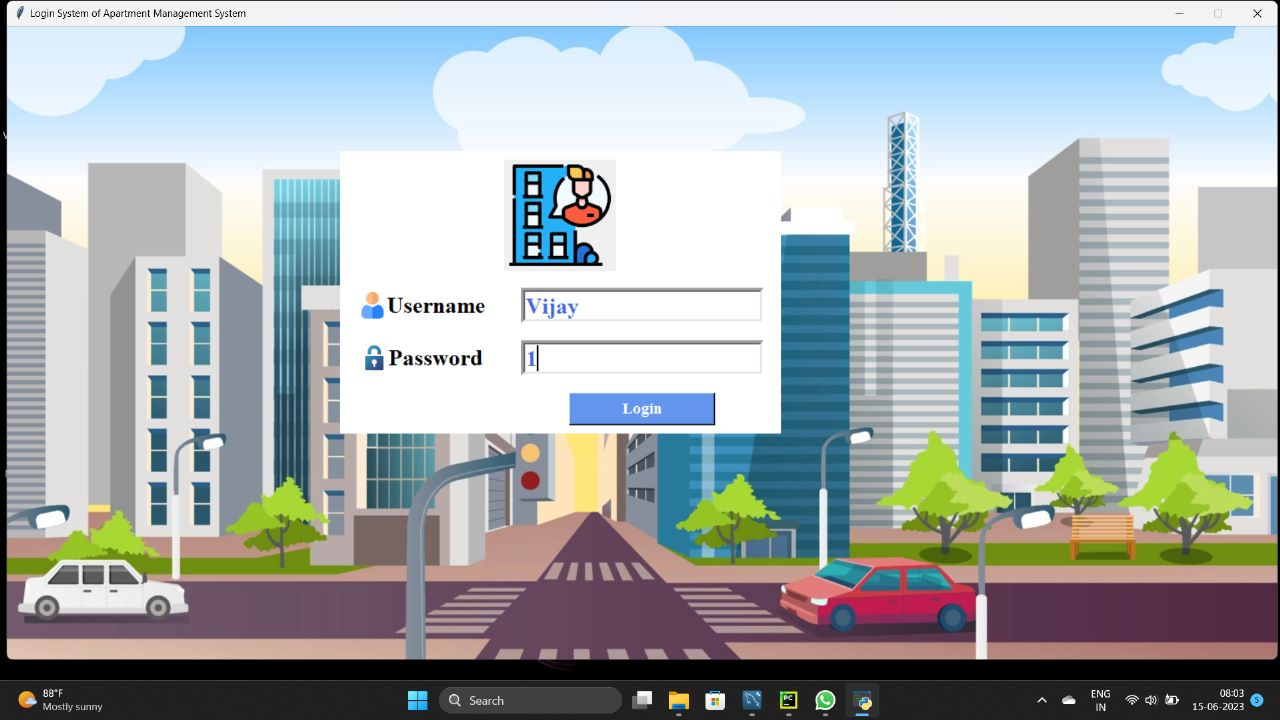 Login System of Apartment Management System
Username
Vijay
Password
1
Login
88°F
Mostly sunny
Search
PC
ENG
IN
08:03
15-06-2023
5